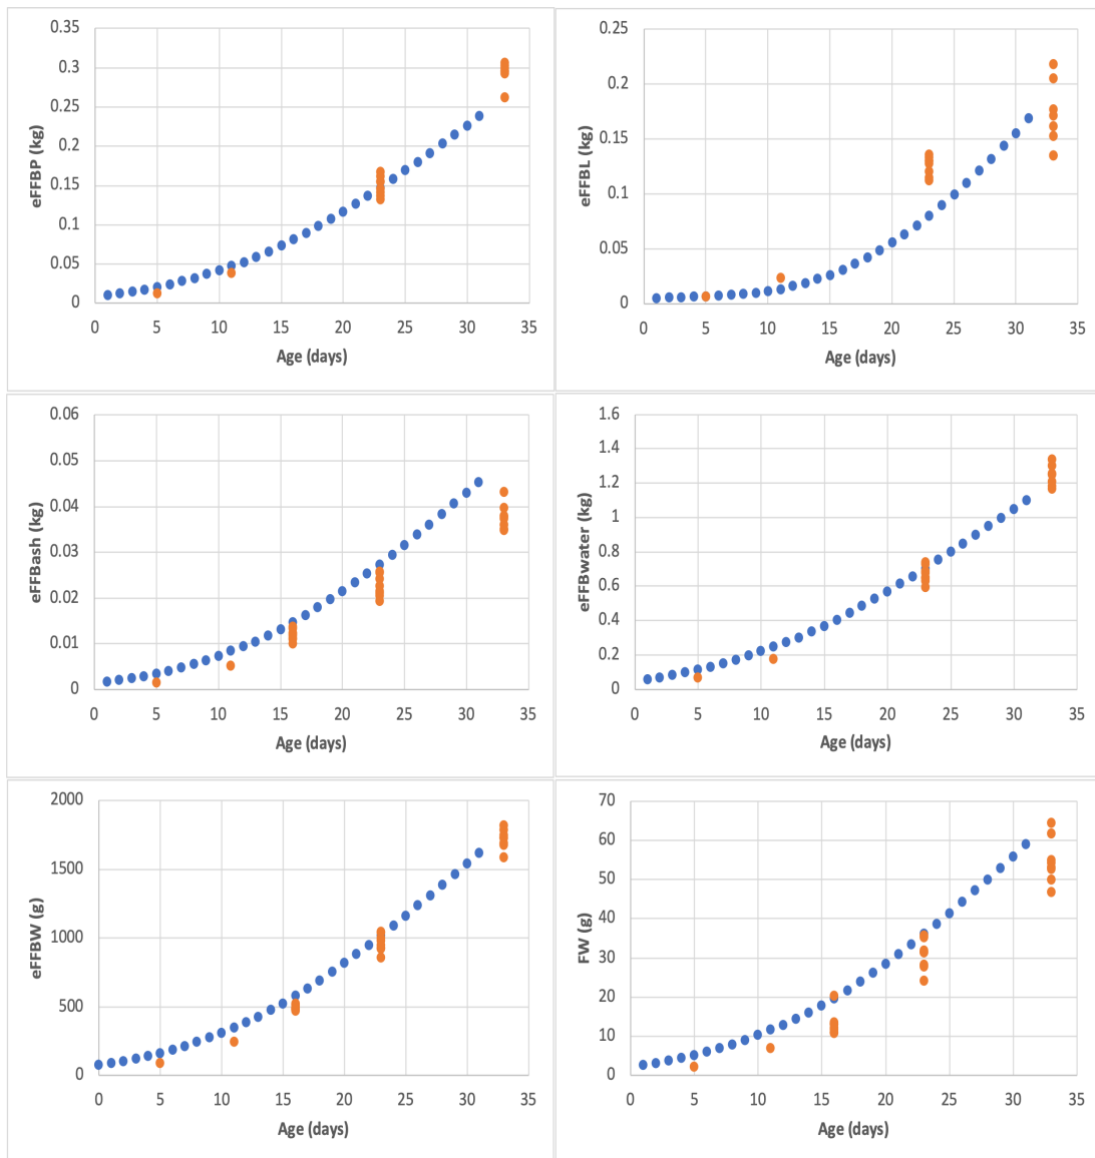 0.35
0.3
0.25
0.2
0.15
0.1
0.05
0
eFFBP (kg)
0 5 10 15 20 25 30 35
Age (days)
0.25
0.2
0.15
0.1
0.05
0
eFFBL (kg)
0 5 10 15 20 25 30 35
Age (days)
0.06
0.05
0.04
0.03
0.02
0.01
0
eFFBash (kg)
0 5 10 15 20 25 30 35
Age (days)
1.6
1.4
1.2
1
0.8
0.6
0.4
0.2
0
eFFBwater (kg)
0 5 10 15 20 25 30 35
Age (days)
2000
1500
1000
500
0
eFFBW (g)
0 5 10 15 20 25 30 35
Age (days)
70
60
50
40
30
20
10
0
FW (g)
0 5 10 15 20 25 30 35
Age (days)